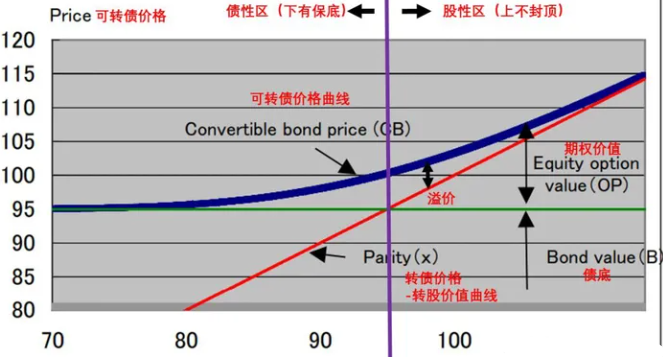 Price 可转债价格
债性区（下有保底） 股性区（上不封顶）
120
115
110
105
100
95
90
85
80
可转债价格曲线
Convertible bond price (CB)
期权价值
Equity option
value(OP)
溢价
Parity(x)
Bond value(B)
债底
转债价格
-转股价值曲线
70 80 90 100